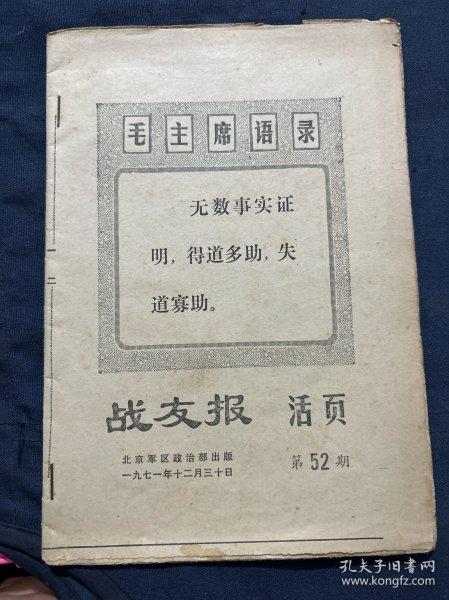 毛主席语录
无数事实证
明，得道多助，失
道寡助。
战友报 活页
北京军区政治部出版
一九七一年十二月三十日
第52期
孔夫子旧书网
www.kongfz.com